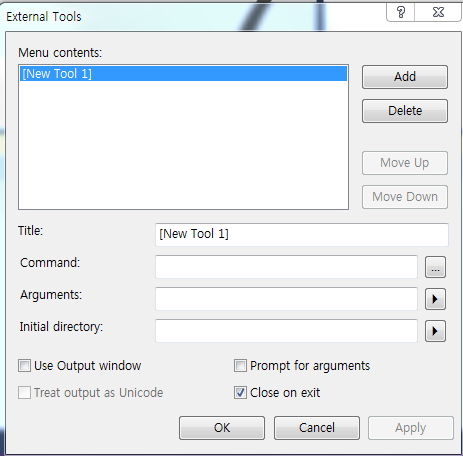 External Tools
Menu contents:
[New Tool 1]
Add
Delete
Move Up
Move Down
Title:
[New Tool 1]
Command:
...
Arguments:
Initial directory:
Use Output window
Prompt for arguments
Treat output as Unicode
Close on exit
OK
Cancel
Apply